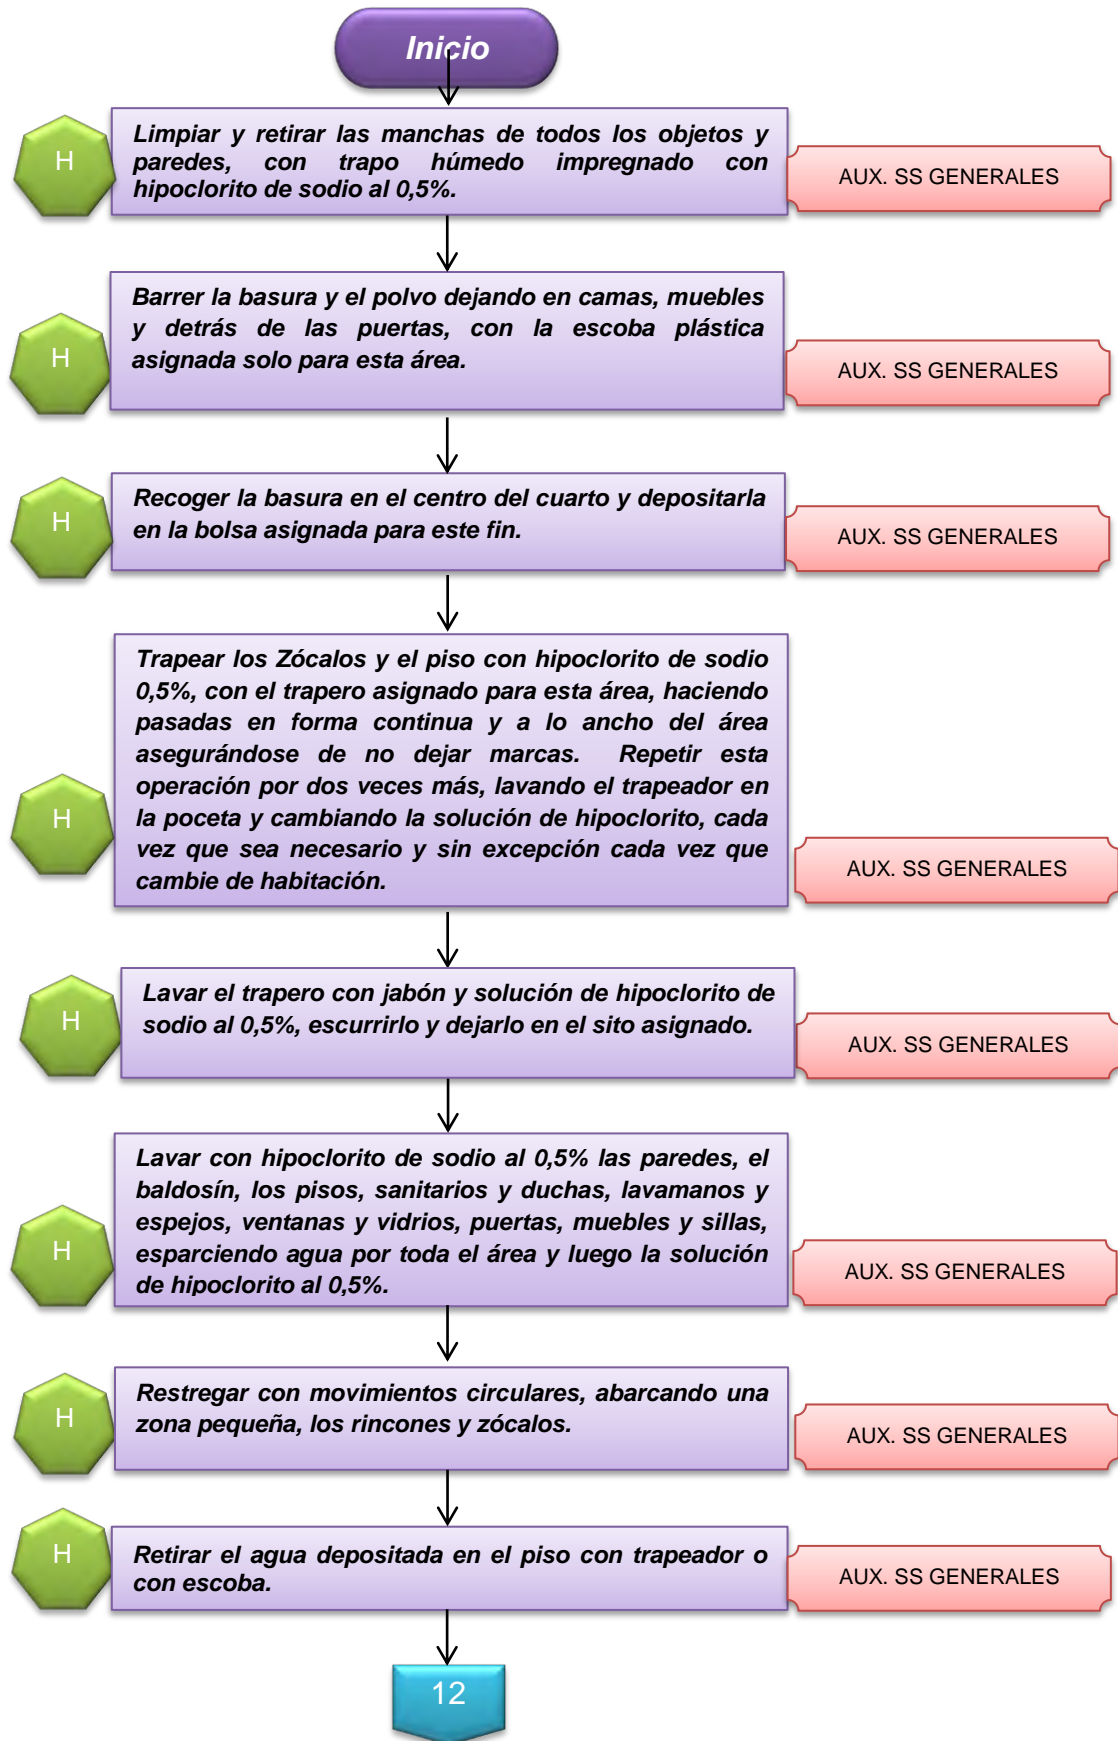 Inicio
H
Limpiar y retirar las manchas de todos los objetos y
paredes, con trapo húmedo impregnado con
hipoclorito de sodio al 0,5%.
AUX. SS GENERALES
H
Barrer la basura y el polvo dejando en camas, muebles
y detrás de las puertas, con la escoba plástica
asignada solo para esta área.
AUX. SS GENERALES
H
Recoger la basura en el centro del cuarto y depositarla
en la bolsa asignada para este fin.
AUX. SS GENERALES
H
Trapear los Zócalos y el piso con hipoclorito de sodio
0,5%, con el trapero asignado para esta área, haciendo
pasadas en forma continua y a lo ancho del área
asegurándose de no dejar marcas. Repetir esta
operación por dos veces más, lavando el trapeador en
la poceta y cambiando la solución de hipoclorito, cada
vez que sea necesario y sin excepción cada vez que
cambie de habitación.
AUX. SS GENERALES
H
Lavar el trapero con jabón y solución de hipoclorito de
sodio al 0,5%, escurrirlo y dejarlo en el sito asignado.
AUX. SS GENERALES
H
Lavar con hipoclorito de sodio al 0,5% las paredes, el
baldosín, los pisos, sanitarios y duchas, lavamanos y
espejos, ventanas y vidrios, puertas, muebles y sillas,
esparciendo agua por toda el área y luego la solución
de hipoclorito al 0,5%.
AUX. SS GENERALES
H
Restregar con movimientos circulares, abarcando una
zona pequeña, los rincones y zócalos.
AUX. SS GENERALES
H
Retirar el agua depositada en el piso con trapeador o
con escoba.
AUX. SS GENERALES
12